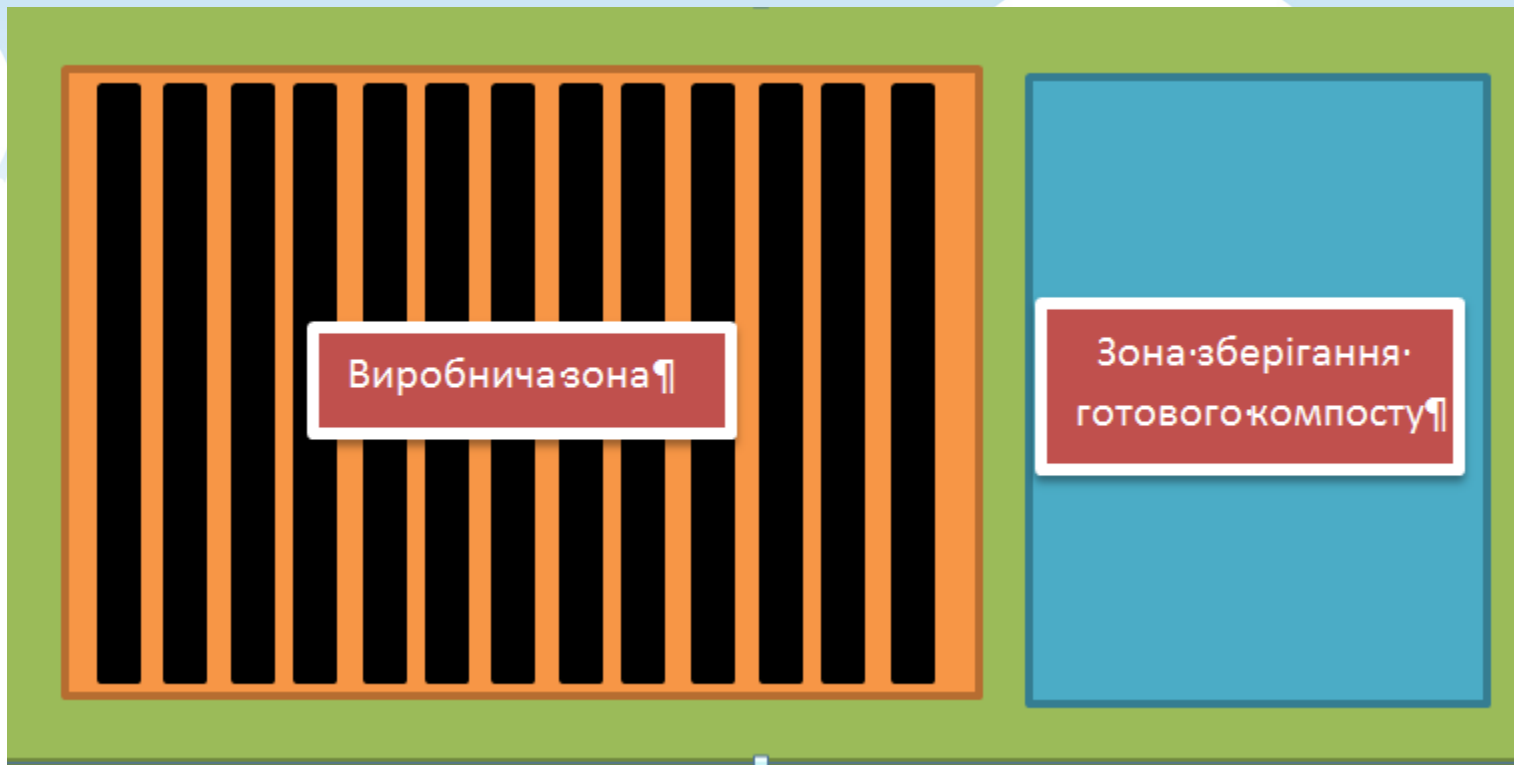 Виробнича·зона¶
Зона·зберігання·
готового·компосту¶